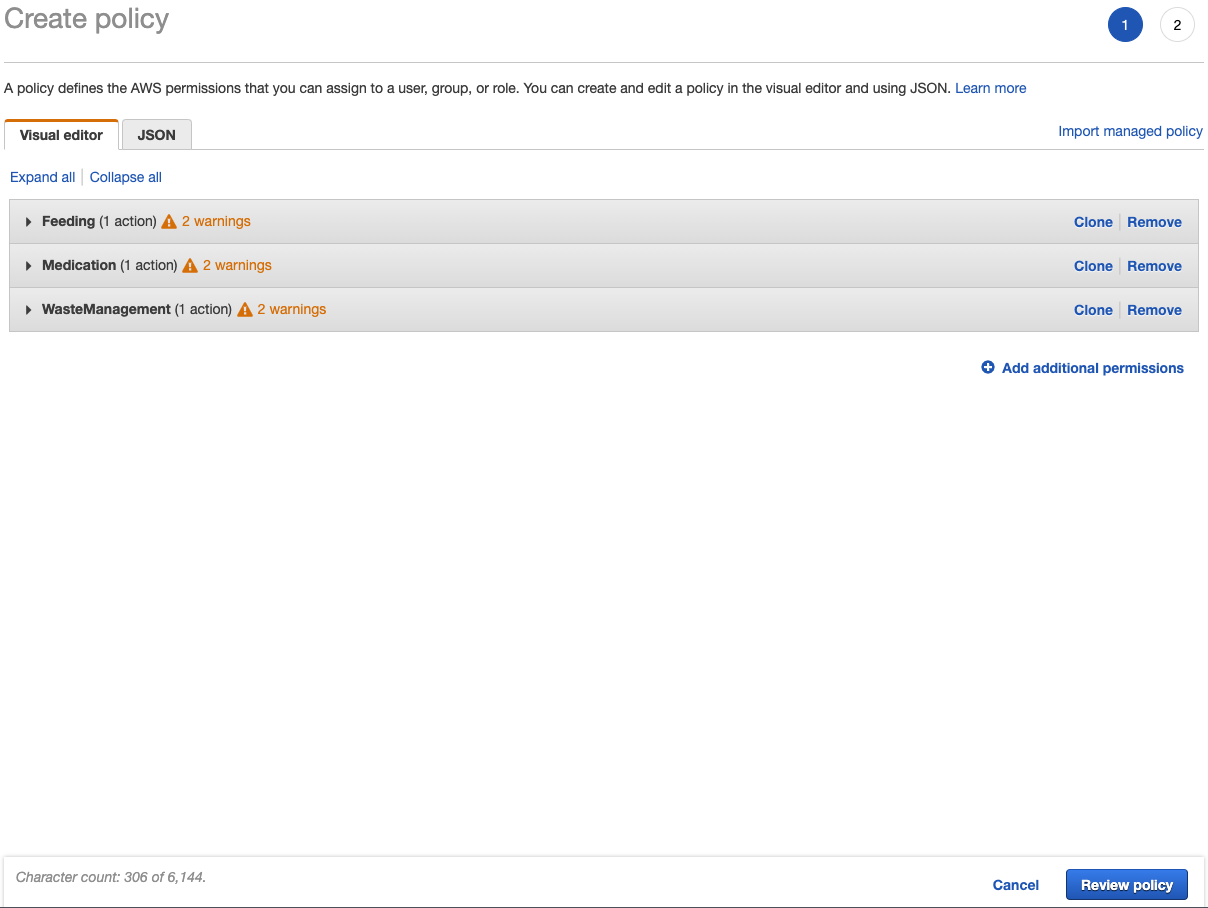 Create policy
1
2
A policy defines the AWS permissions that you can assign to a user, group, or role. You can create and edit a policy in the visual editor and using JSON. Learn more
Visual editor
JSON
Import managed policy
Expand all
Collapse all
Feeding (1 action) 2 warnings
Clone
Remove
Medication (1 action) 2 warnings
Clone
Remove
WasteManagement (1 action) 2 warnings
Clone
Remove
Add additional permissions
Character count: 306 of 6,144.
Cancel
Review policy